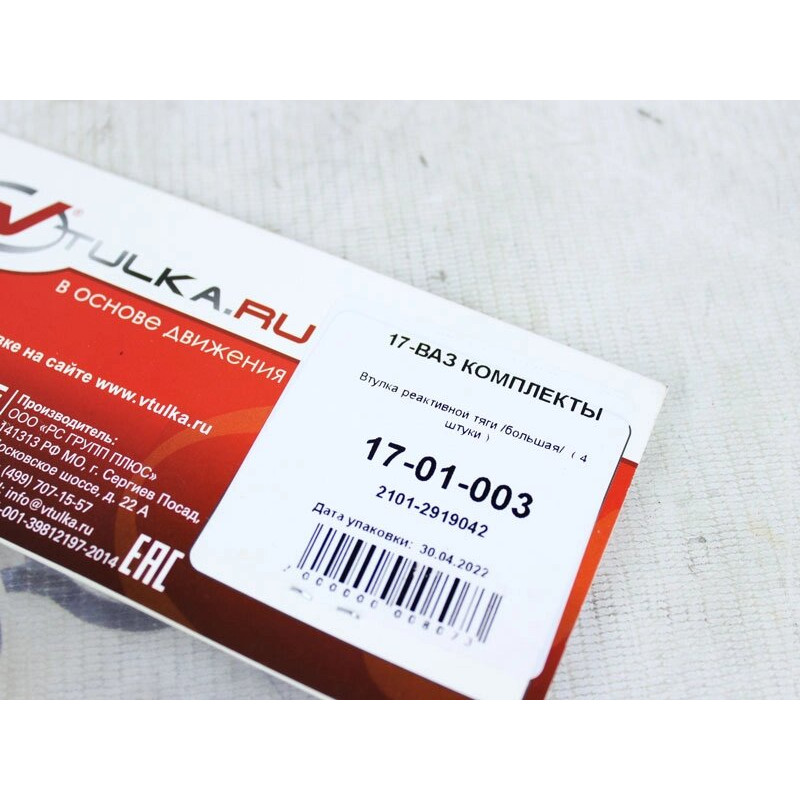 VTULKA.RU
в основе движения
на сайте www.vtulka.ru
Производитель:
ООО «РС ГРУПП ПЛЮС»
141313 РФ МО, г. Сергиев Посад,
шоссе, д. 22 А
(499) 707-15-57
info@vtulka.ru
-001-39812197-2014
EAC
17-ВАЗ КОМПЛЕКТЫ
Втулка реактивной тяги /большая/ ( 4
штуки )
17-01-003
2101-2919042
Дата упаковки: 30.04.2022